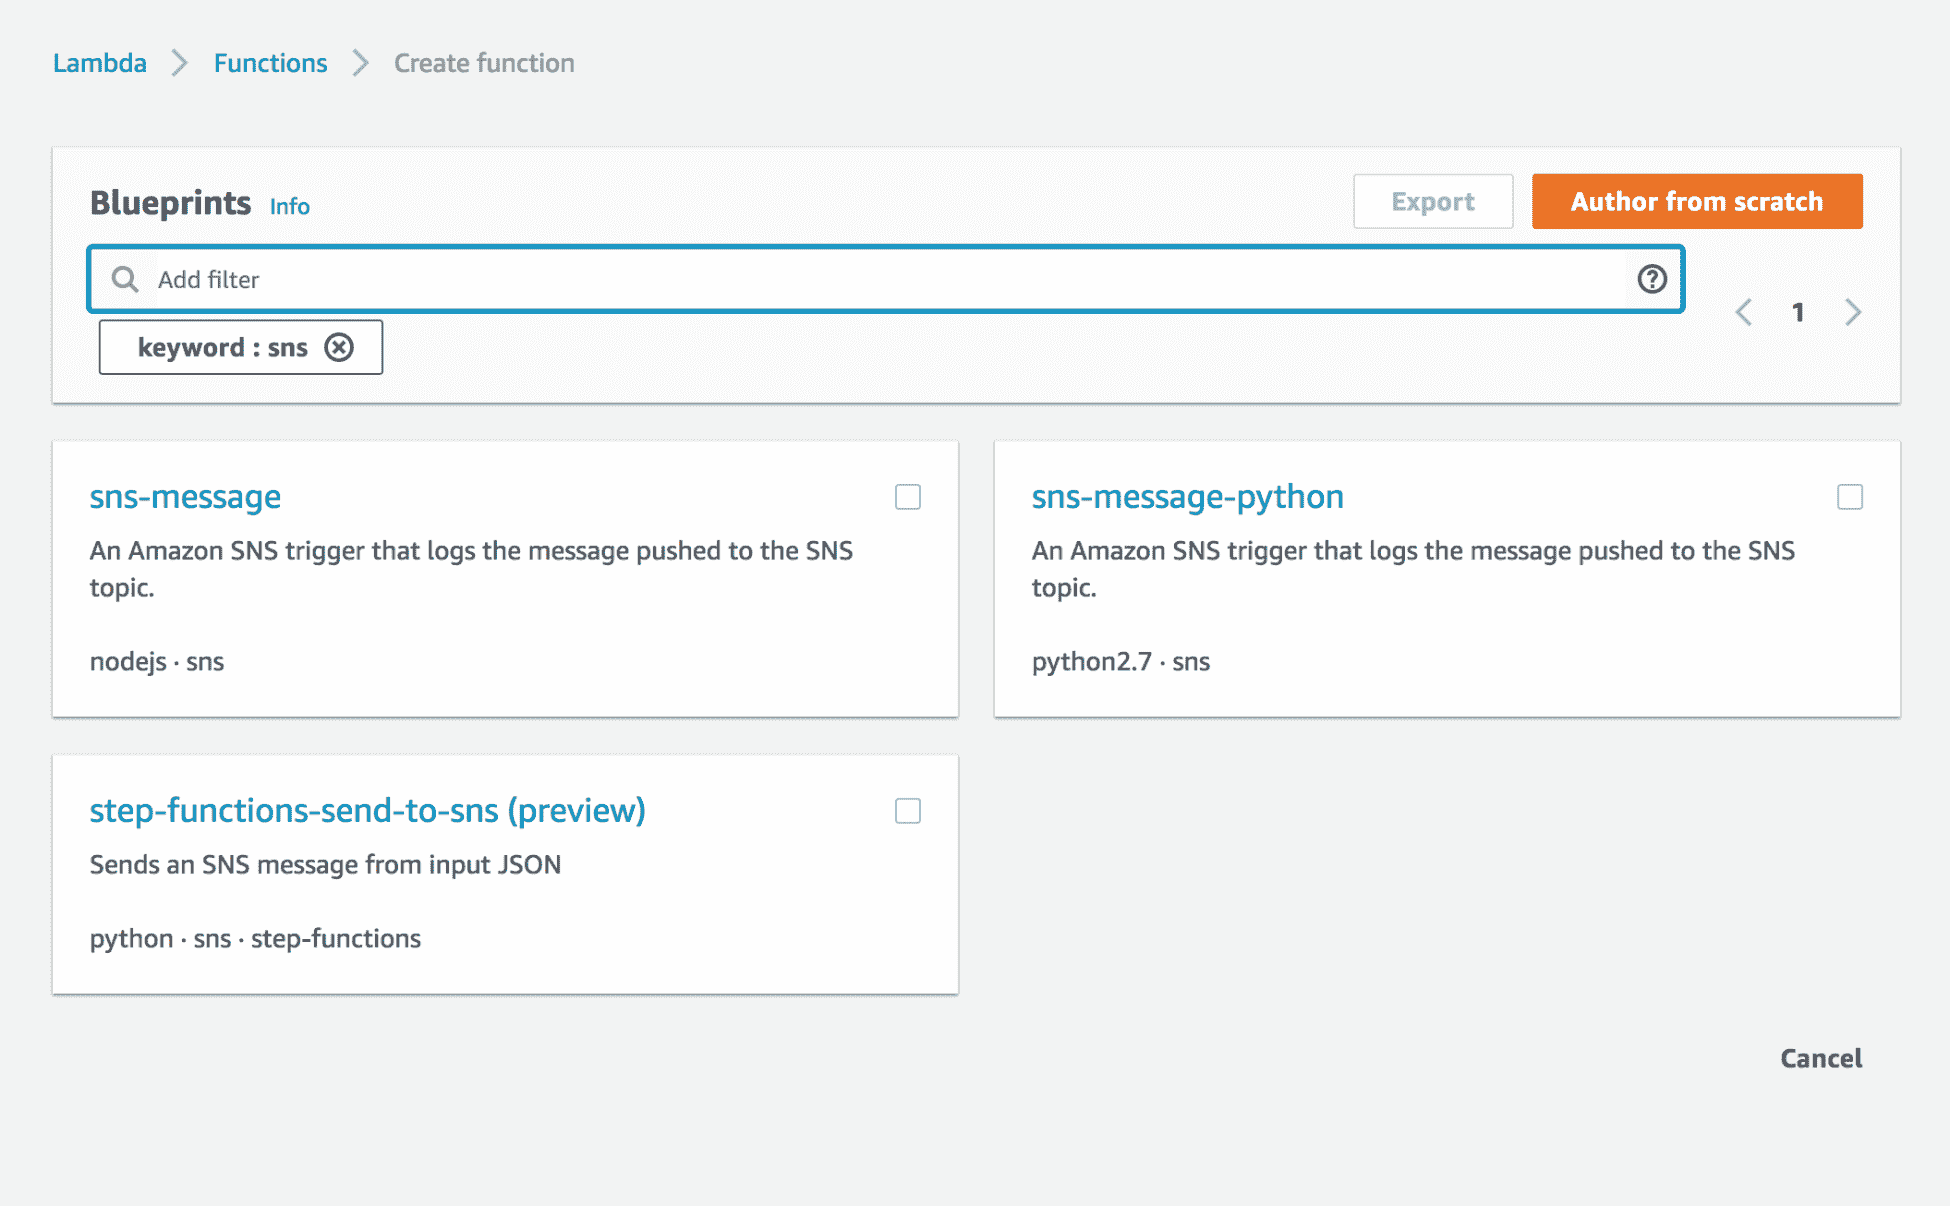 Lambda > Functions > Create function
Blueprints Info
Export
Author from scratch
Add filter
1
keyword : sns
sns-message
An Amazon SNS trigger that logs the message pushed to the SNS
topic.
nodejs · sns
sns-message-python
An Amazon SNS trigger that logs the message pushed to the SNS
topic.
python2.7 · sns
step-functions-send-to-sns (preview)
Sends an SNS message from input JSON
python · sns · step-functions
Cancel